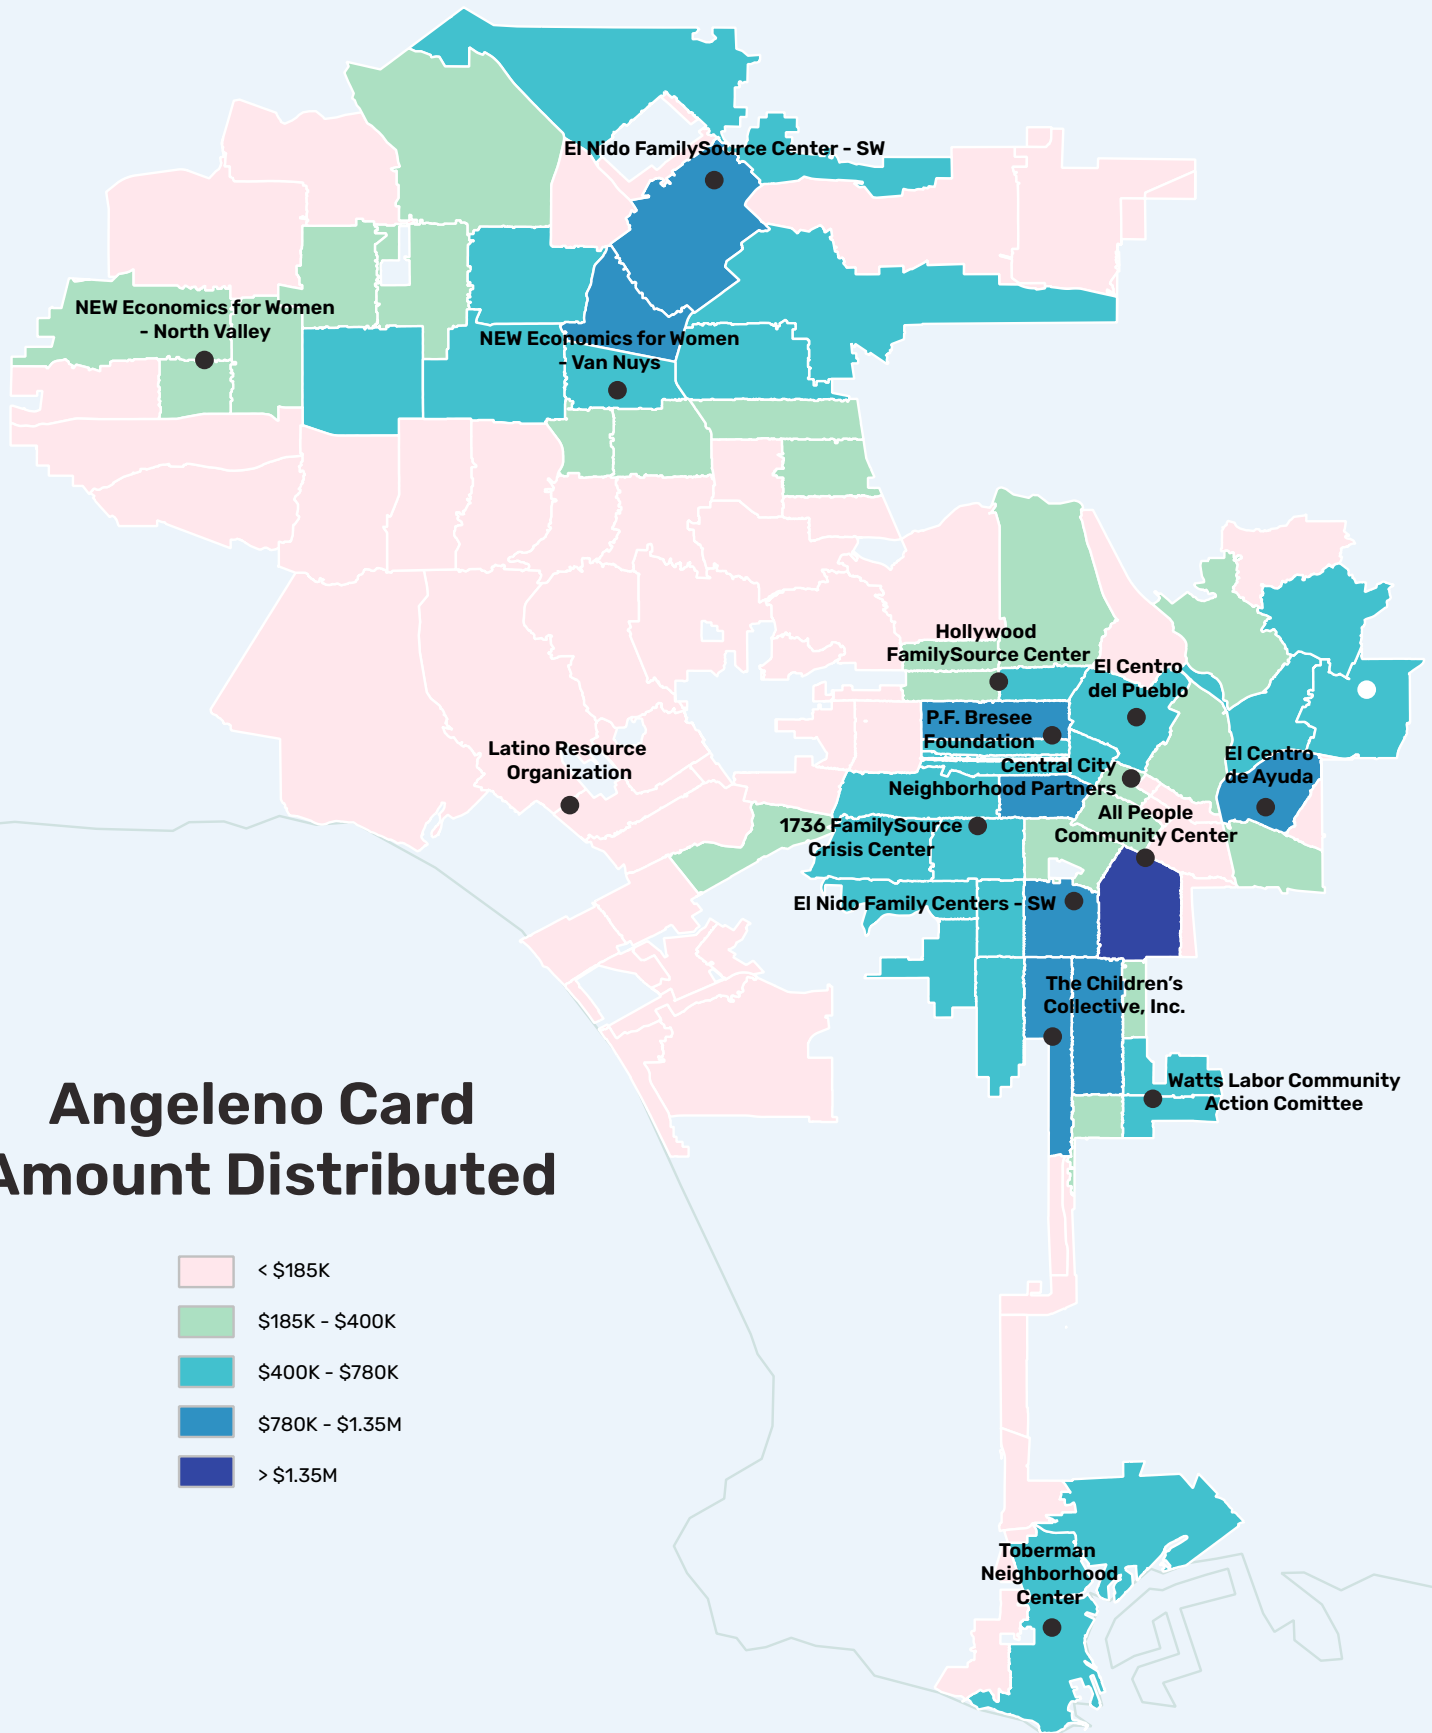 El Nido FamilySource Center - SW
NEW Economics for Women
- North Valley
NEW Economics for Women
- Van Nuys
Hollywood
FamilySource Center
El Centro
del Pueblo
P.F. Bresee
Foundation
Latino Resource
Organization
Central City
Neighborhood Partners
El Centro
de Ayuda
1736 FamilySource
Crisis Center
All People
Community Center
El Nido Family Centers - SW
The Children's
Collective, Inc.
Watts Labor Community
Action Comittee
Angeleno Card
Amount Distributed
< $185K
$185K - $400K
$400K - $780K
$780K - $1.35M
> $1.35M
Toberman
Neighborhood
Center